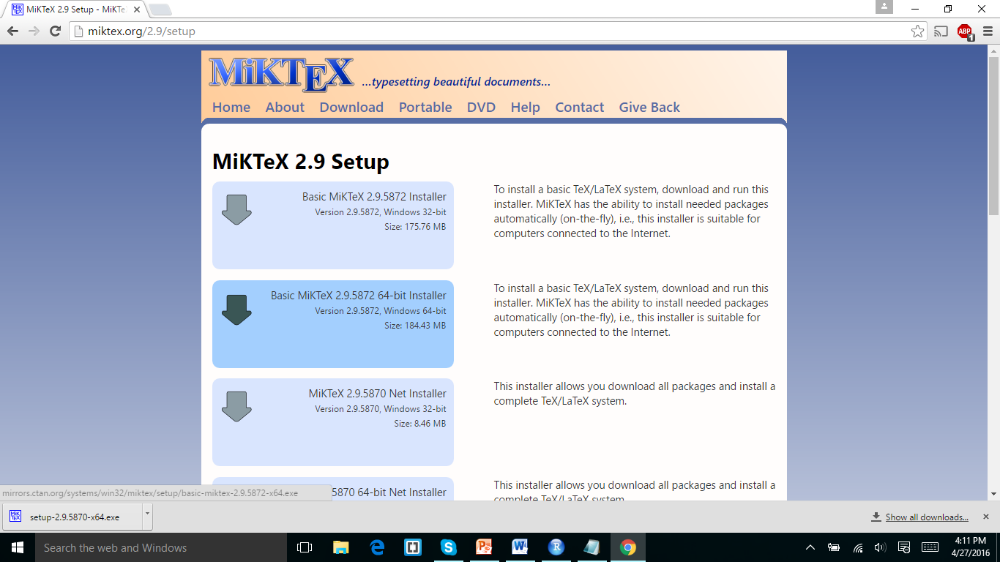 MiKTeX 2.9 Setup - MiKTe
miktex.org/2.9/setup
ABP
1
MiKTeX ...typesetting beautiful documents...
Home About Download Portable DVD Help Contact Give Back
MiKTeX 2.9 Setup
Basic MiKTeX 2.9.5872 Installer
Version 2.9.5872, Windows 32-bit
Size: 175.76 MB
To install a basic TeX/LaTeX system, download and run this
installer. MiKTeX has the ability to install needed packages
automatically (on-the-fly), i.e., this installer is suitable for
computers connected to the Internet.
Basic MiKTeX 2.9.5872 64-bit Installer
Version 2.9.5872, Windows 64-bit
Size: 184.43 MB
To install a basic TeX/LaTeX system, download and run this
installer. MiKTeX has the ability to install needed packages
automatically (on-the-fly), i.e., this installer is suitable for
computers connected to the Internet.
MiKTeX 2.9.5870 Net Installer
Version 2.9.5870, Windows 32-bit
Size: 8.46 MB
This installer allows you download all packages and install a
complete TeX/LaTeX system.
5870 64-bit Net Installer
This installer allows you download all packages and install a
complete TeX/LaTeX system.
mirrors.ctan.org/systems/win32/miktex/setup/basic-miktex-2.9.5872-x64.exe
setup-2.9.5870-x64.exe
Show all downloads...
Search the web and Windows
4:11 PM
4/27/2016